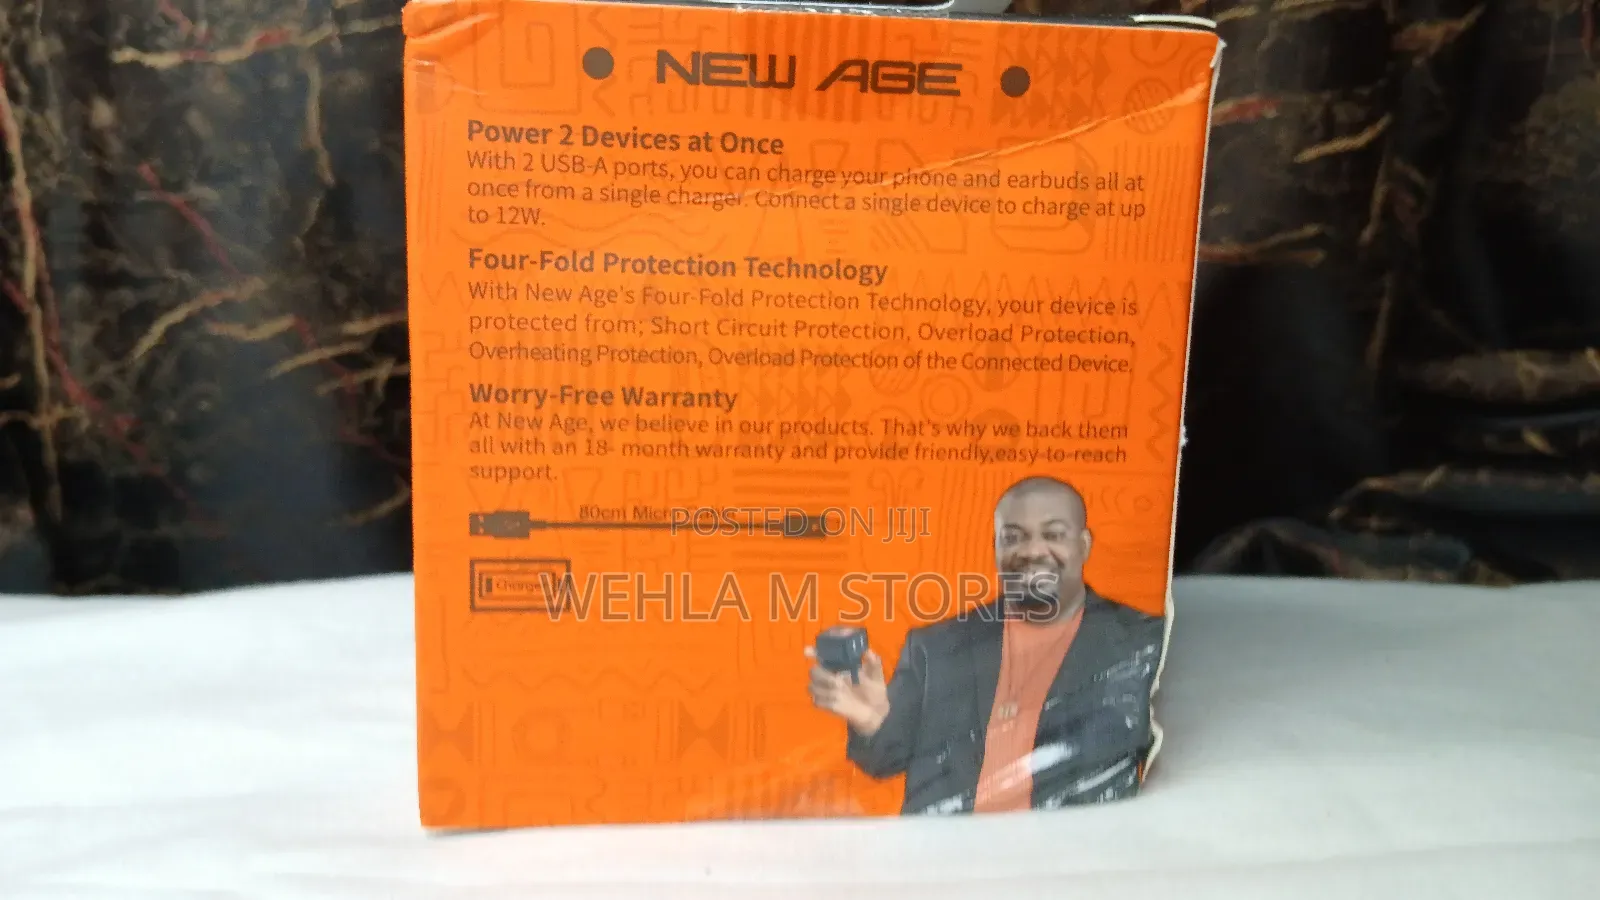 NEW AGE
Power 2 Devices at Once
With 2 USB-A ports, you can charge your phone and earbuds all at
once from a single charger. Connect a single device to charge at up
to 12W.
Four-Fold Protection Technology
With New Age's Four-Fold Protection Technology, your device is
protected from; Short Circuit Protection, Overload Protection,
Overheating Protection, Overload Protection of the Connected Device.
Worry-Free Warranty
At New Age, we believe in our products. That's why we back them
all with an 18- month warranty and provide friendly,easy-to-reach
support.
80cm Micro
POSTED ON JIJI
WEHLA M STORES